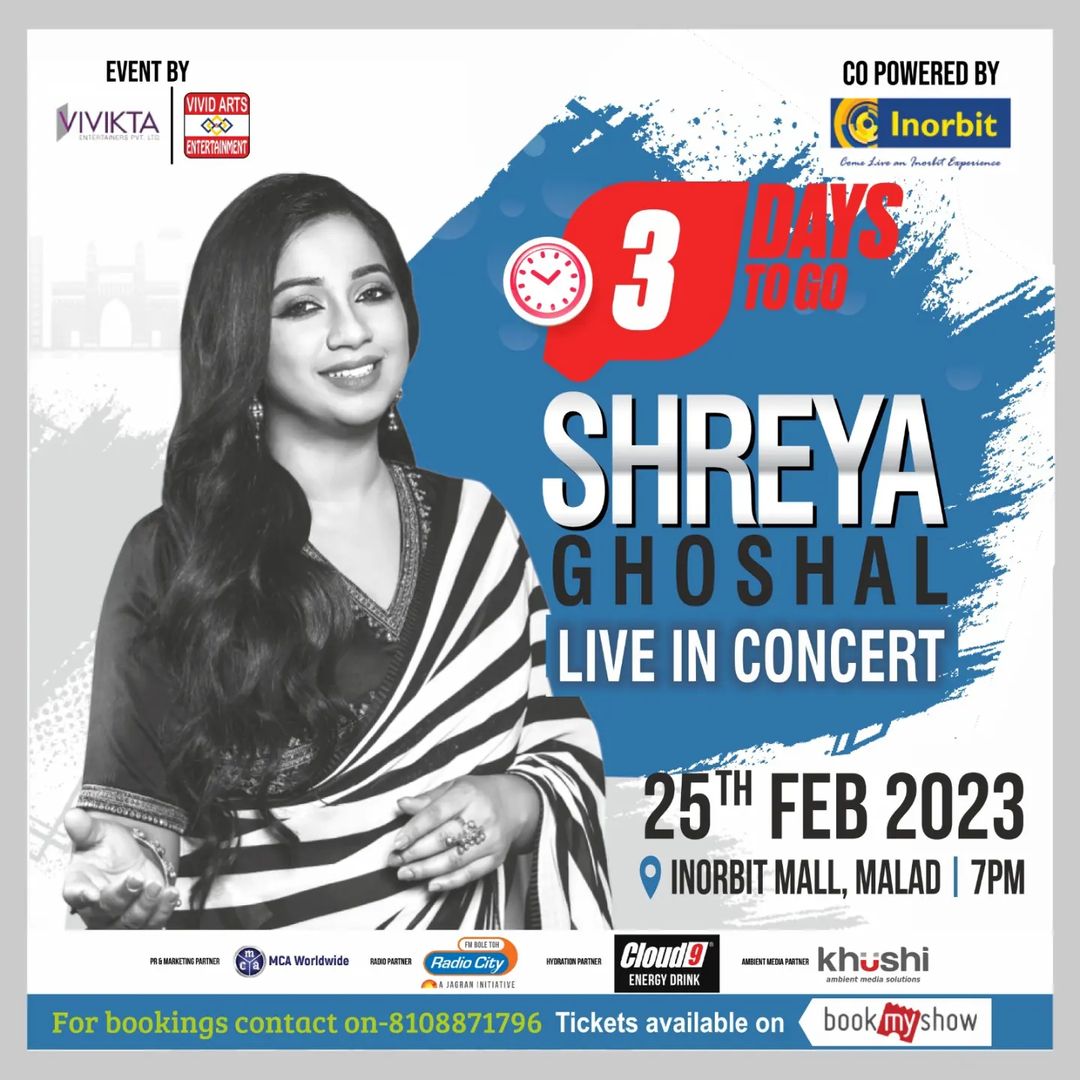 EVENT BY
VIVIKTA
ENTERTAINERS PVT. LTD.
VIVID ARTS
ENTERTAINMENT
CO POWERED BY
Inorbit
Come Live an Inorbit Experience
3 DAYS
TO GO
SHREYA
GHOSHAL
LIVE IN CONCERT
25TH FEB 2023
INORBIT MALL, MALAD | 7PM
PR & MARKETING PARTNER
mca
MCA Worldwide
RADIO PARTNER
FM BOLE TOH
Radio City
A JAGRAN INITIATIVE
HYDRATION PARTNER
Cloud9®
ENERGY DRINK
AMBIENT MEDIA PARTNER
khushi
ambient media solutions
For bookings contact on-8108871796 Tickets available on
bookmyshow